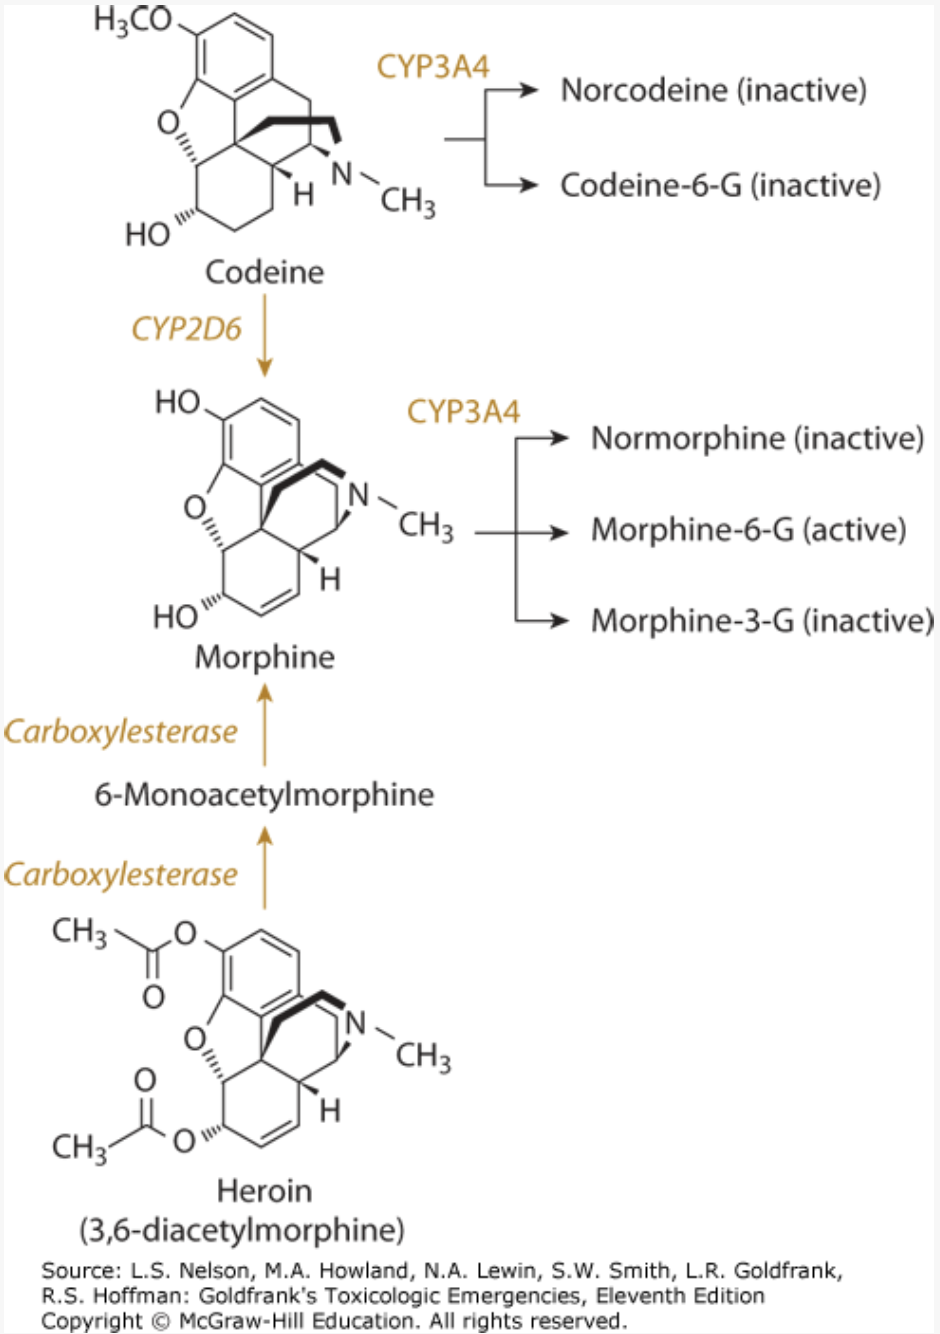 H3CO
CYP3A4
Norcodeine (inactive)
O
N
H
CH3
Codeine-6-G (inactive)
HO
Codeine
CYP2D6
HO
CYP3A4
Normorphine (inactive)
N
O
CH3
Morphine-6-G (active)
H
HO
Morphine-3-G (inactive)
Morphine
Carboxylesterase
6-Monoacetylmorphine
Carboxylesterase
CH3
O
O
N
O
CH3
O
H
CH3
O
Heroin
(3,6-diacetylmorphine)
Source: L.S. Nelson, M.A. Howland, N.A. Lewin, S.W. Smith, L.R. Goldfrank,
R.S. Hoffman: Goldfrank's Toxicologic Emergencies, Eleventh Edition
Copyright © McGraw-Hill Education. All rights reserved.